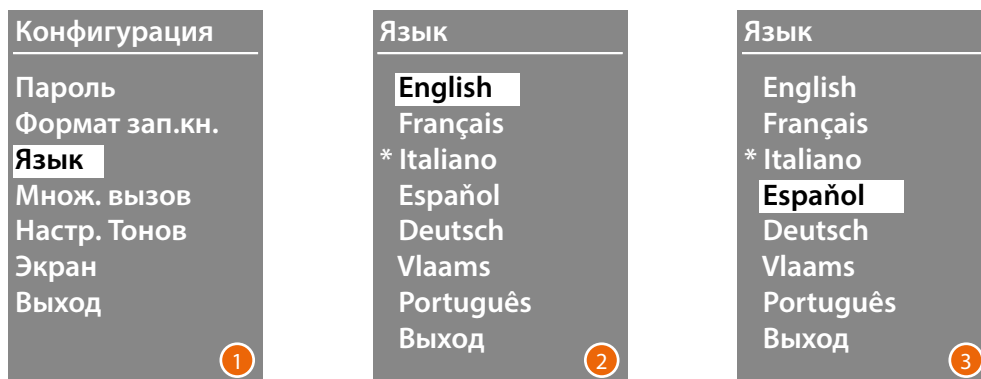 Конфигурация
Пароль
Формат зап.кн.
Язык
Множ. вызов
Настр. Тонов
Экран
Выход
1
Язык
English
Français
* Italiano
Espaňol
Deutsch
Vlaams
Português
Выход
2
Язык
English
Français
* Italiano
Espaňol
Deutsch
Vlaams
Português
Выход
3